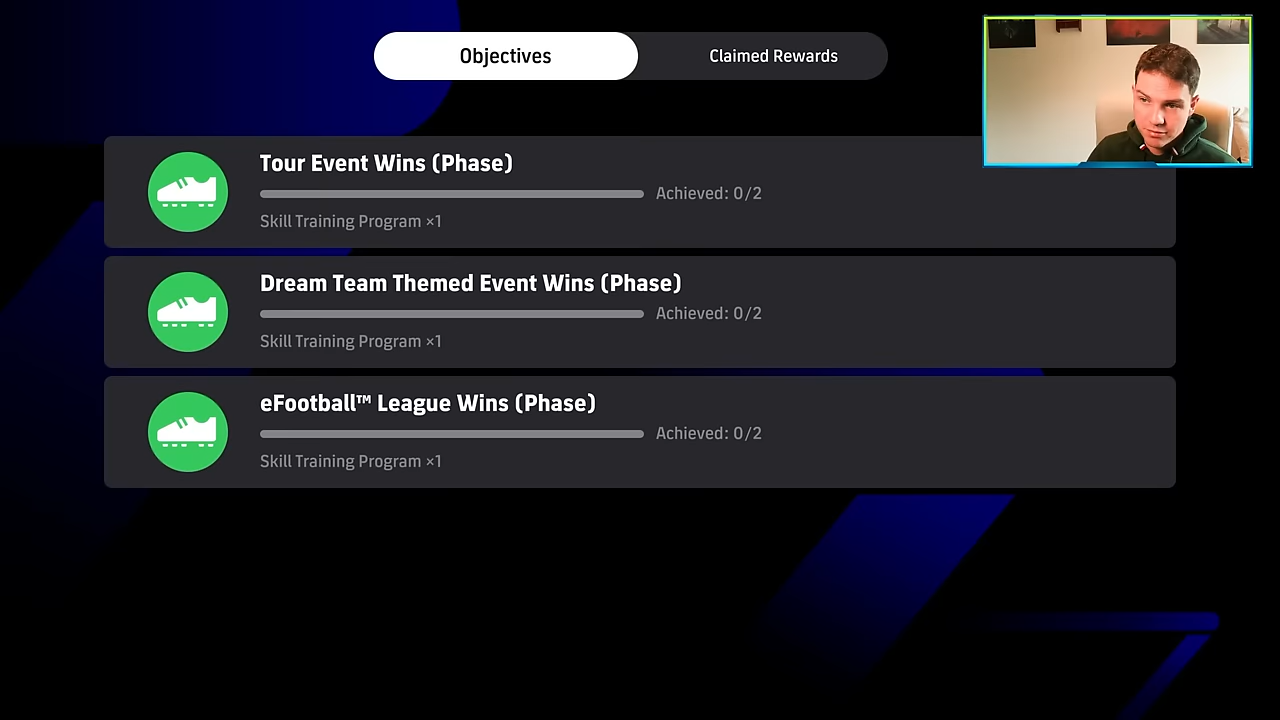 Objectives
Claimed Rewards
Tour Event Wins (Phase)
Achieved: 0/2
Skill Training Program ×1
Dream Team Themed Event Wins (Phase)
Achieved: 0/2
Skill Training Program ×1
eFootball™ League Wins (Phase)
Achieved: 0/2
Skill Training Program ×1